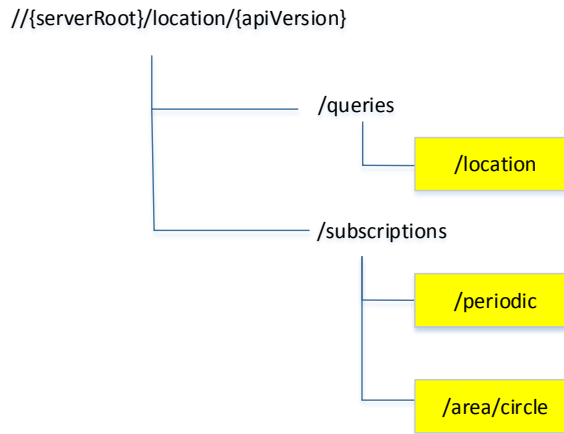 //{serverRoot}/location/{apiVersion}
/queries
/location
/subscriptions
/periodic
/area/circle